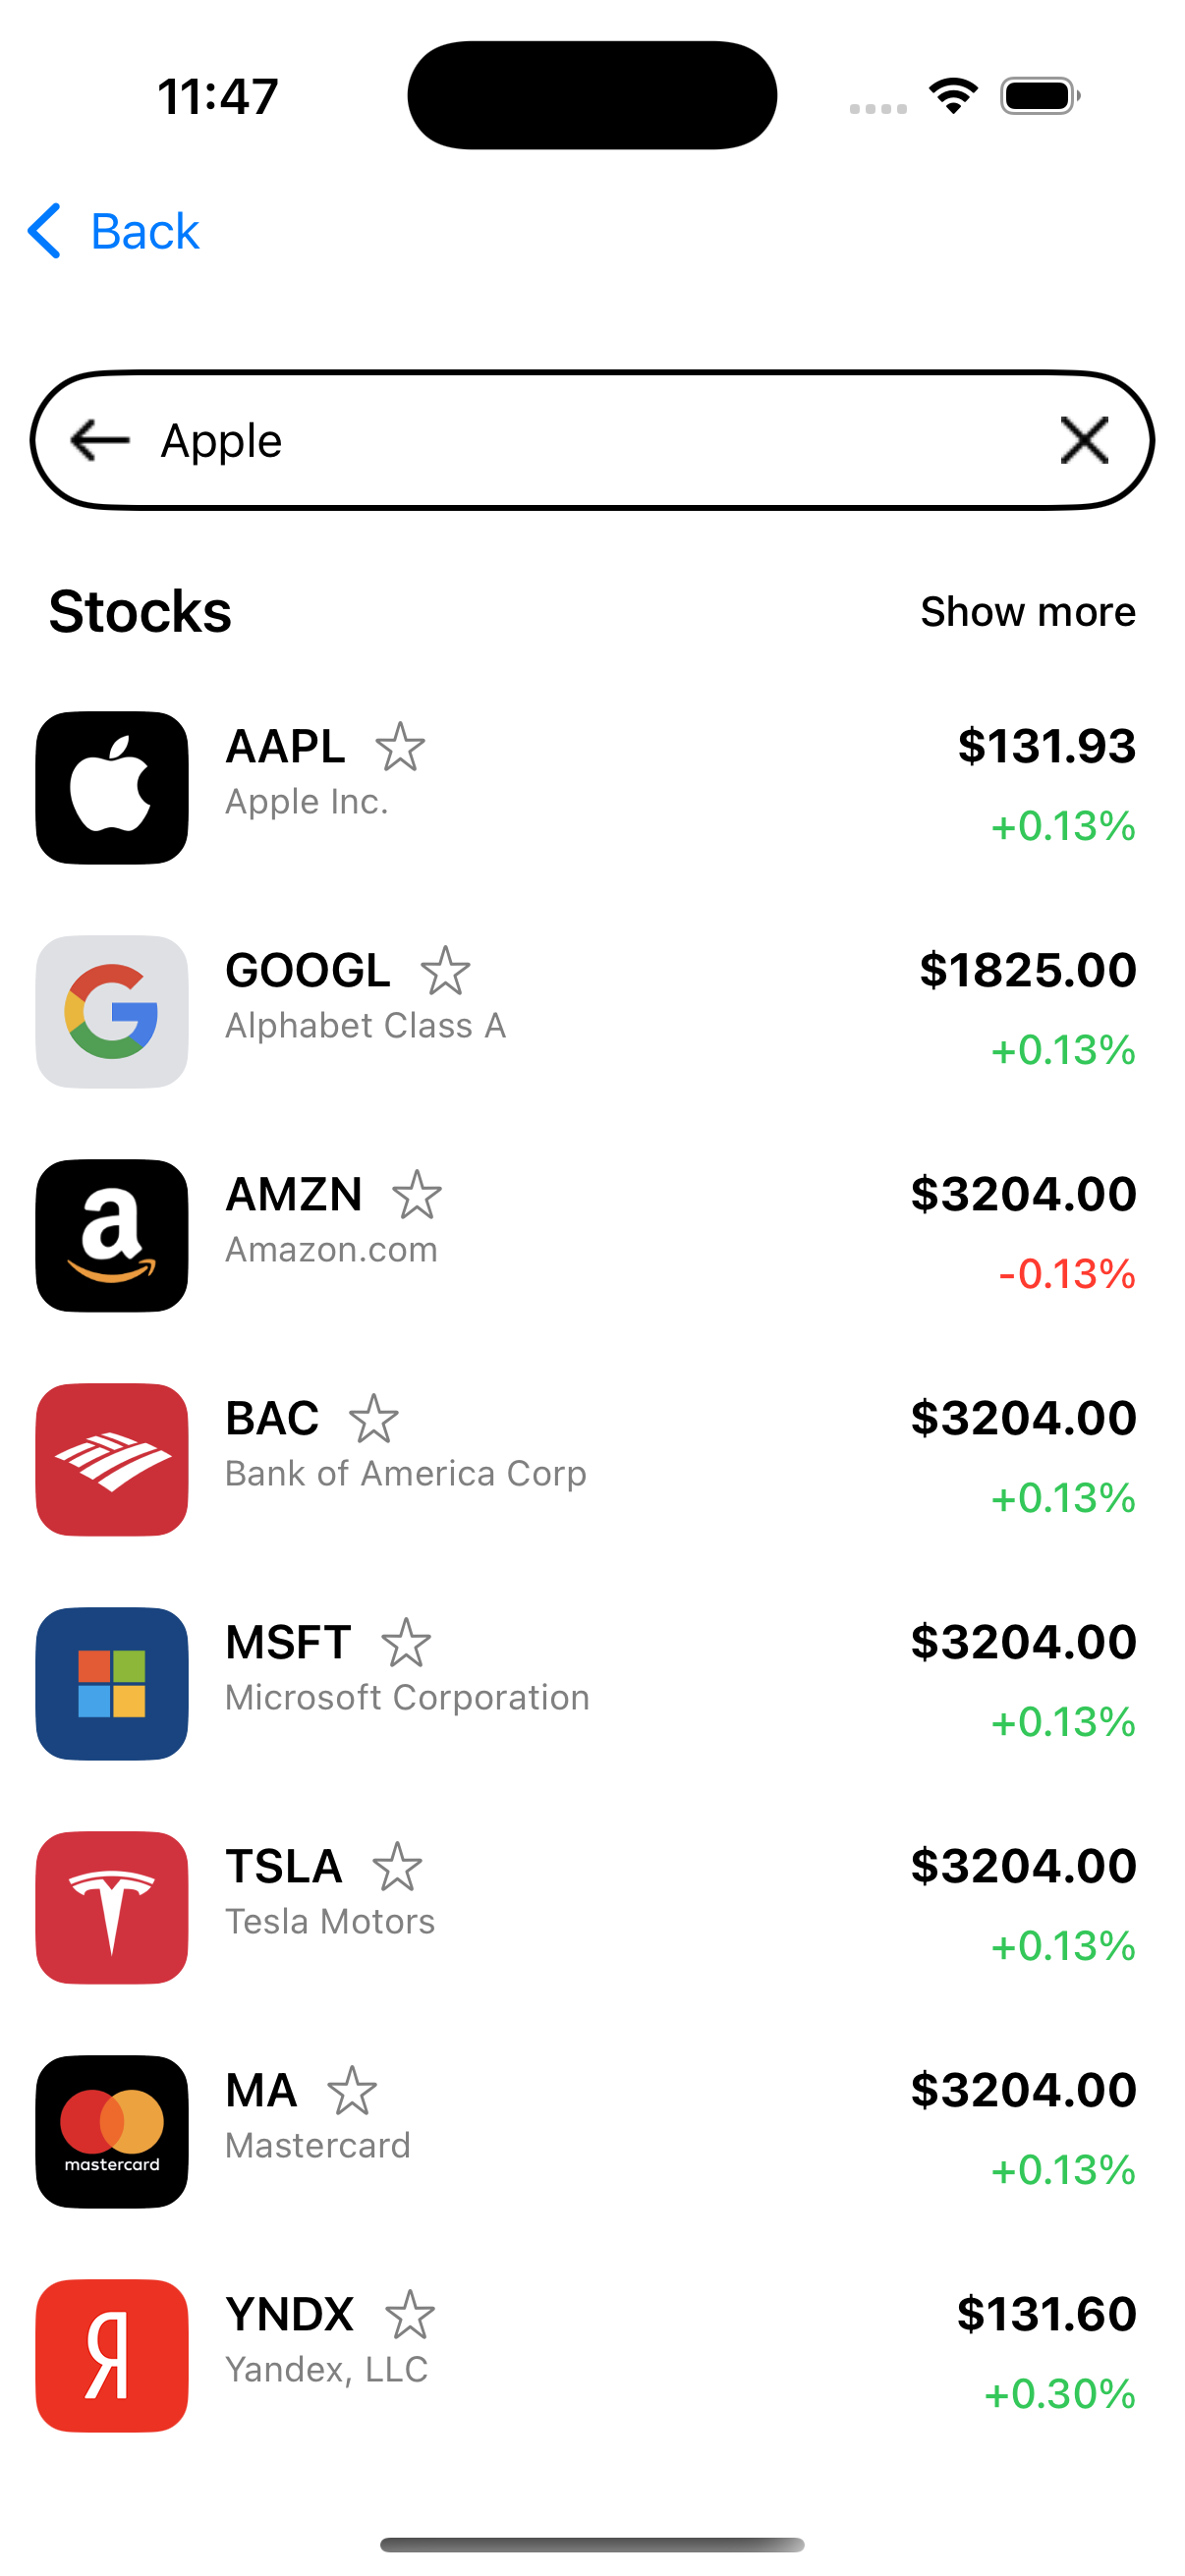 11:47
Back
Apple
Stocks Show more
AAPL $131.93
Apple Inc. +0.13%
GOOGL $1825.00
Alphabet Class A +0.13%
AMZN $3204.00
Amazon.com -0.13%
BAC $3204.00
Bank of America Corp +0.13%
MSFT $3204.00
Microsoft Corporation +0.13%
TSLA $3204.00
Tesla Motors +0.13%
MA $3204.00
mastercard Mastercard +0.13%
YNDX $131.60
Я Yandex, LLC +0.30%